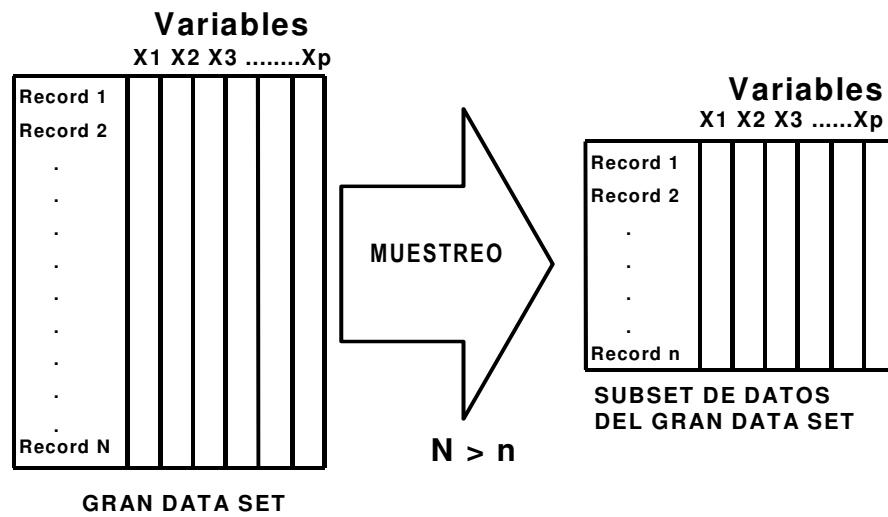 Variables
X1 X2 X3 ........Xp
Record 1
Record 2
.
.
.
.
.
.
.
.
.
Record N
GRAN DATA SET
MUESTREO
N > n
Variables
X1 X2 X3 ......Xp
Record 1
Record 2
.
.
.
.
Record n
SUBSET DE DATOS
DEL GRAN DATA SET